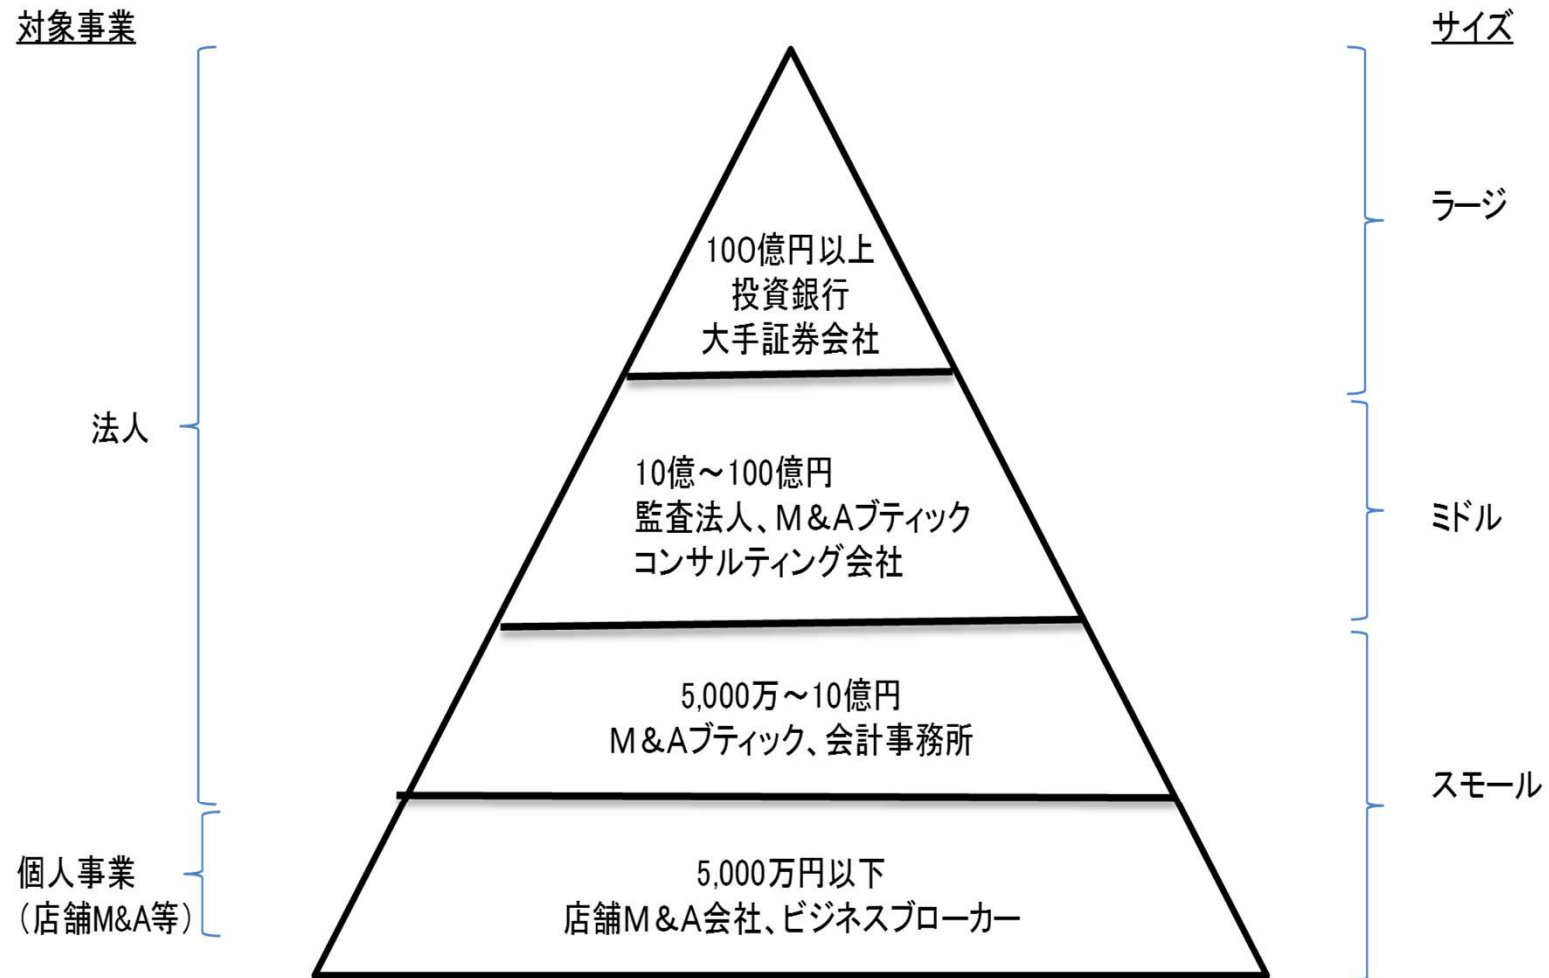 対象事業
サイズ
100億円以上
投資銀行
大手証券会社
ラージ
法人
10億～100億円
監査法人、M＆Aブティック
コンサルティング会社
ミドル
5,000万～10億円
M＆Aブティック、会計事務所
スモール
個人事業
（店舗M&A等）
5,000万円以下
店舗M＆A会社、ビジネスブローカー